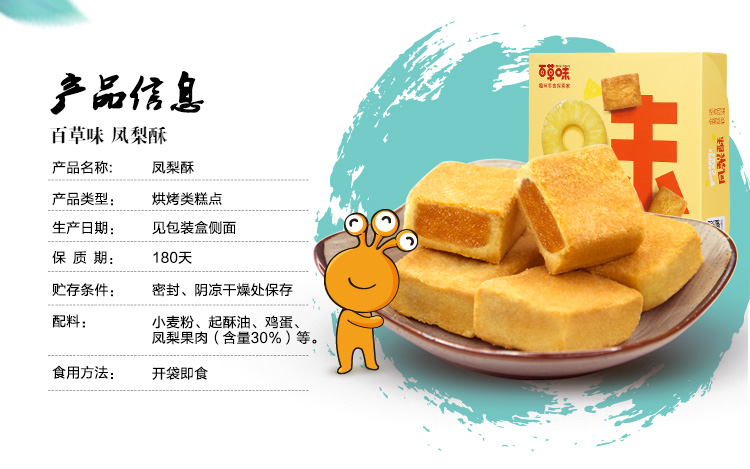 产品信息
百草味 凤梨酥
产品名称: 凤梨酥
产品类型: 烘烤类糕点
生产日期: 见包装盒侧面
保 质 期: 180天
贮存条件: 密封、阴凉干燥处保存
配料: 小麦粉、起酥油、鸡蛋、
凤梨果肉（含量30%）等。
食用方法: 开袋即食
百草味
味
凤梨酥